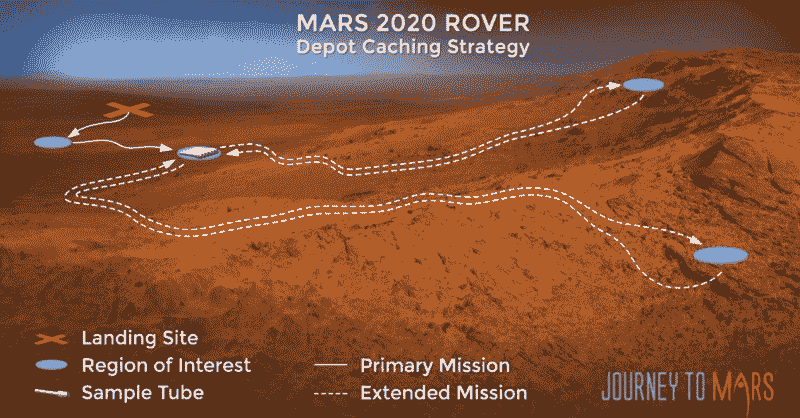 MARS 2020 ROVER
Depot Caching Strategy
Landing Site
Region of Interest
Sample Tube
Primary Mission
Extended Mission
JOURNEY TO MARS